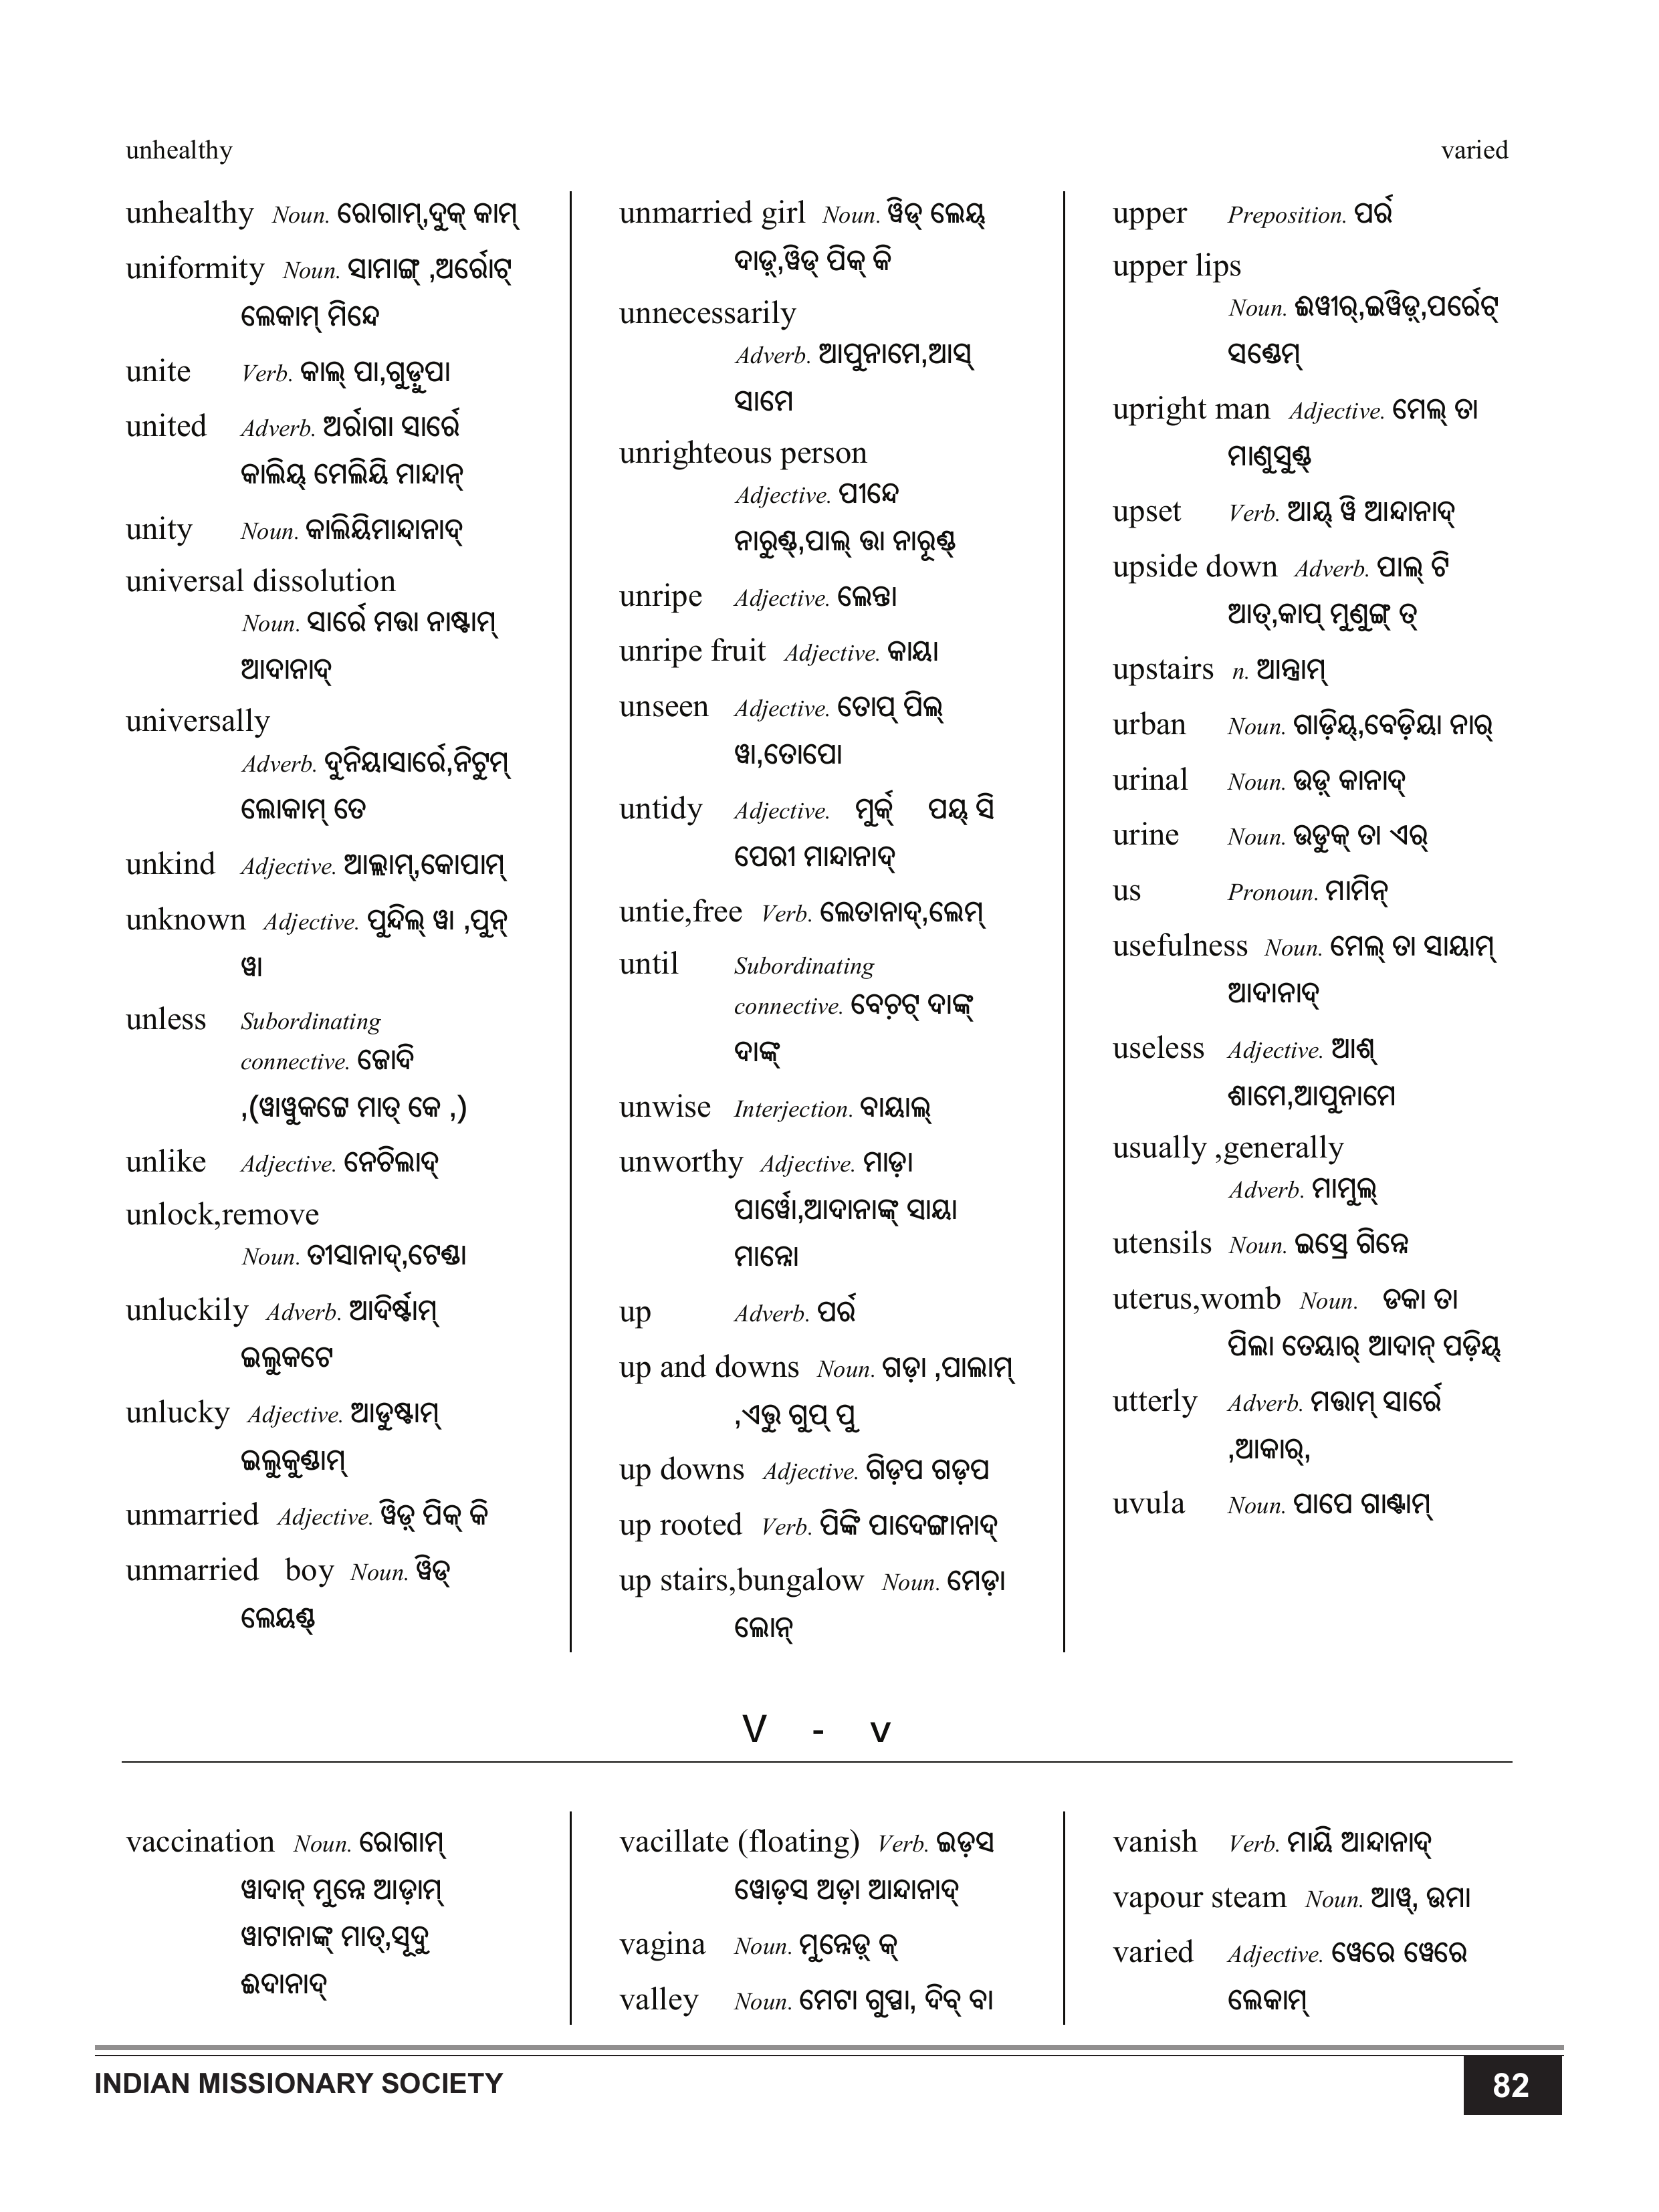 unhealthy
varied
unhealthy Noun. ରୋଗାମ୍,ଦୁକ୍ କାମ୍
uniformity Noun. ସାମାଙ୍ଗ୍ ,ଅର୍ରୋଟ୍
ଲେକାମ୍ ମିନ୍ଦେ
unite Verb. କାଲ୍ ପା,ଗୁଡୁପା
united Adverb. ଅର୍ରାଗା ସାର୍ରେ
କାଲିୟ୍ ମେଲିୟି ମାନ୍ଦାନ୍
unity Noun. କାଲିୟିମାନ୍ଦାନାଦ୍
universal dissolution
Noun. ସାର୍ରେ ମତ୍ତା ନାଷ୍ଟାମ୍
ଆଦାନାଦ୍
universally
Adverb. ଦୁନିୟାସାର୍ରେ,ନିଟୁମ୍
ଲୋକାମ୍ ତେ
unkind Adjective. ଆଲ୍ଲାମ୍,କୋପାମ୍
unknown Adjective. ପୁନ୍ଦିଲ୍ ୱା ,ପୁନ୍
ୱା
unless Subordinating
connective. ଜୋଦି
,(ୱାୱୁକଟ୍ଟେ ମାତ୍ କେ ,)
unlike Adjective. ନେଚିଲାଦ୍
unlock,remove
Noun. ତୀସାନାଦ୍,ଟେଣ୍ଡା
unluckily Adverb. ଆଦିର୍ଷ୍ଟାମ୍
ଇଲୁକଟେ
unlucky Adjective. ଆଡୁଷ୍ଟାମ୍
ଇଲୁକୁଣ୍ଡାମ୍
unmarried Adjective. ୱିଡ଼୍ ପିକ୍ କି
unmarried boy Noun. ୱିଡ୍
ଲେୟଣ୍ଡ୍
unmarried girl Noun. ୱିଡ୍ ଲେୟ୍
ଦାଡ଼୍,ୱିଡ୍ ପିକ୍ କି
unnecessarily
Adverb. ଆପୁନାମେ,ଆସ୍
ସାମେ
unrighteous person
Adjective. ପୀନ୍ଦେ
ନାରୁଣ୍ଡ୍,ପାଲ୍ ତ୍ତା ନାରୂଣ୍ଡ୍
unripe Adjective. ଲେନ୍ତା
unripe fruit Adjective. କାୟା
unseen Adjective. ତୋପ୍ ପିଲ୍
ୱା,ତୋପୋ
untidy Adjective. ମୁର୍କ୍ ପୟ୍ ସି
ପେରୀ ମାନ୍ଦାନାଦ୍
untie,free Verb. ଲେତାନାଦ୍,ଲେମ୍
until Subordinating
connective. ବେଚ଼ଟ୍ ଦାଙ୍କ୍
ଦାଙ୍କ୍
unwise Interjection. ବାୟାଲ୍
unworthy Adjective. ମାଡ଼ା
ପାର୍ୱୋ,ଆଦାନାଙ୍କ୍ ସାୟା
ମାନ୍ନୋ
up Adverb. ପର୍ର
up and downs Noun. ଗଡ଼ା ,ପାଲାମ୍
,ଏତ୍ତୁ ଗୁପ୍ ପୁ
up downs Adjective. ଗିଡ଼ପ ଗଡ଼ପ
up rooted Verb. ପିଙ୍କି ପାଦେଙ୍ଗାନାଦ୍
up stairs,bungalow Noun. ମେଡ଼ା
ଲୋନ୍
upper Preposition. ପର୍ର
upper lips
Noun. ଈୱୀର୍,ଇୱିଡ଼୍,ପର୍ରେଟ୍
ସଣ୍ଡେମ୍
upright man Adjective. ମେଲ୍ ତା
ମାଣୁସୁଣ୍ଡ୍
upset Verb. ଆୟ୍ ୱି ଆନ୍ଦାନାଦ୍
upside down Adverb. ପାଲ୍ ଟି
ଆତ୍,କାପ୍ ମୁଣୁଙ୍ଗ୍ ତ୍
upstairs n. ଆନ୍ତ୍ରାମ୍
urban Noun. ଗାଡ଼ିୟ୍,ବେଡ଼ିୟା ନାର୍
urinal Noun. ଉଡ଼୍ କାନାଦ୍
urine Noun. ଉଡୁକ୍ ତା ଏର୍
us Pronoun. ମାମିନ୍
usefulness Noun. ମେଲ୍ ତା ସାୟାମ୍
ଆଦାନାଦ୍
useless Adjective. ଆଶ୍
ଶାମେ,ଆପୁନାମେ
usually ,generally
Adverb. ମାମୁଲ୍
utensils Noun. ଇସ୍ରେ ଗିନ୍ନେ
uterus,womb Noun. ଡକା ତା
ପିଲା ତେୟାର୍ ଆଦାନ୍ ପଡ଼ିୟ୍
utterly Adverb. ମତ୍ତାମ୍ ସାର୍ରେ
,ଆକାର୍,
uvula Noun. ପାପେ ଗାଣ୍ଟାମ୍
V - v
vaccination Noun. ରୋଗାମ୍
ୱାଦାନ୍ ମୁନ୍ନେ ଆଡ଼ାମ୍
ୱାଟାନାଙ୍କ୍ ମାତ୍,ସୂଦୁ
ଈଦାନାଦ୍
vacillate (floating) Verb. ଇଡ଼ସ
ୱୋଡ଼ସ ଅଡ଼ା ଆନ୍ଦାନାଦ୍
vagina Noun. ମୁନ୍ନେଡ଼୍ କ୍
valley Noun. ମେଟା ଗୁପ୍ପା, ଦିବ୍ ବା
vanish Verb. ମାୟି ଆନ୍ଦାନାଦ୍
vapour steam Noun. ଆୱ୍, ଉମା
varied Adjective. ୱେରେ ୱେରେ
ଲେକାମ୍
INDIAN MISSIONARY SOCIETY
82